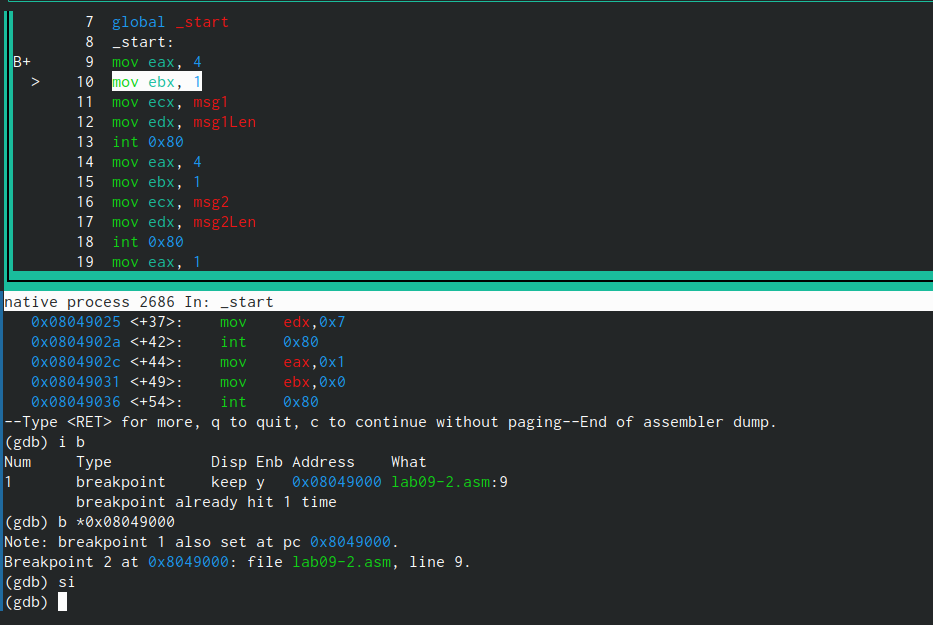 7 global _start
8 _start:
B+ 9 mov eax, 4
> 10 mov ebx, 1
11 mov ecx, msg1
12 mov edx, msg1Len
13 int 0x80
14 mov eax, 4
15 mov ebx, 1
16 mov ecx, msg2
17 mov edx, msg2Len
18 int 0x80
19 mov eax, 1
native process 2686 In: _start
0x08049025 <+37>: mov edx,0x7
0x0804902a <+42>: int 0x80
0x0804902c <+44>: mov eax,0x1
0x08049031 <+49>: mov ebx,0x0
0x08049036 <+54>: int 0x80
--Type <RET> for more, q to quit, c to continue without paging--End of assembler dump.
(gdb) i b
Num Type Disp Enb Address What
1 breakpoint keep y 0x08049000 lab09-2.asm:9
breakpoint already hit 1 time
(gdb) b *0x08049000
Note: breakpoint 1 also set at pc 0x8049000.
Breakpoint 2 at 0x8049000: file lab09-2.asm, line 9.
(gdb) si
(gdb)